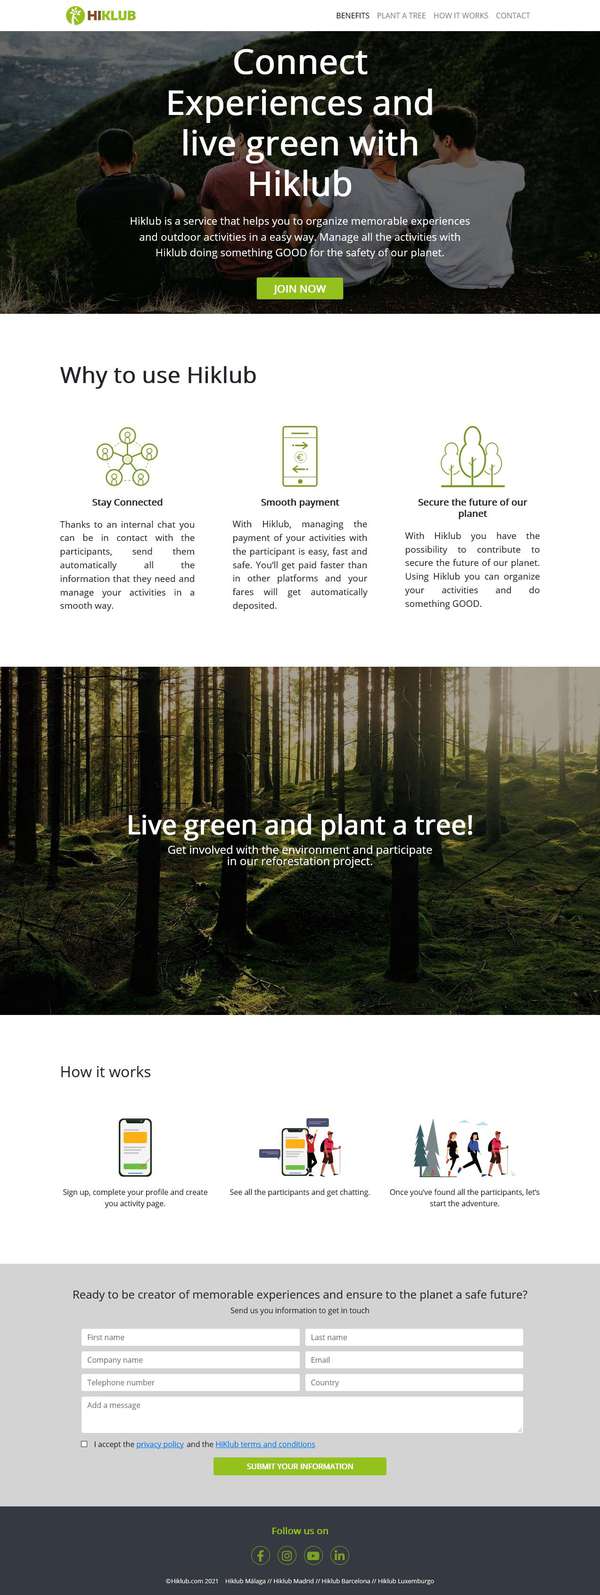 HIKLUB
BENEFITS PLANT A TREE HOW IT WORKS CONTACT
Connect
Experiences and
live green with
Hiklub
Hiklub is a service that helps you to organize memorable experiences
and outdoor activities in a easy way. Manage all the activities with
Hiklub doing something GOOD for the safety of our planet.
JOIN NOW
Why to use Hiklub
Stay Connected
Thanks to an internal chat you
can be in contact with the
participants, send them
automatically all the
information that they need and
manage your activities in a
smooth way.
Smooth payment
With Hiklub, managing the
payment of your activities with
the participant is easy, fast and
safe. You'll get paid faster than
in other platforms and your
fares will get automatically
deposited.
Secure the future of our
planet
With Hiklub you have the
possibility to contribute to
secure the future of our planet.
Using Hiklub you can organize
your activities and do
something GOOD.
Live green and plant a tree!
Get involved with the environment and participate
in our reforestation project.
How it works
Sign up, complete your profile and create
you activity page.
See all the participants and get chatting.
Once you've found all the participants, let's
start the adventure.
Ready to be creator of memorable experiences and ensure to the planet a safe future?
Send us you information to get in touch
First name
Last name
Company name
Email
Telephone number
Country
Add a message
I accept the privacy policy and the HiKlub terms and conditions
SUBMIT YOUR INFORMATION
Follow us on
©Hiklub.com 2021 Hiklub Málaga // Hiklub Madrid // Hiklub Barcelona // Hiklub Luxemburgo